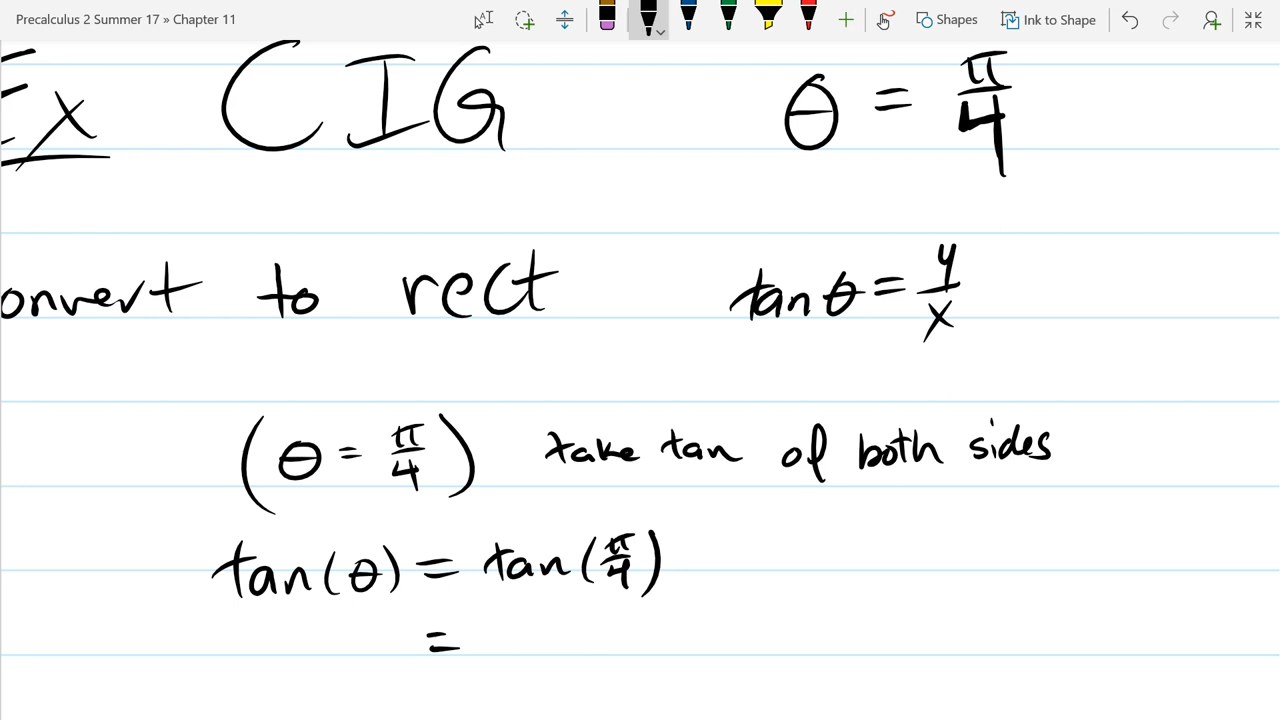 Precalculus 2 Summer 17 » Chapter 11
Shapes
Ink to Shape
Ex CIG θ = π/4
onvert to rect tanθ = y/x
(θ = π/4) take tan of both sides
tan(θ) = tan(π/4)
=